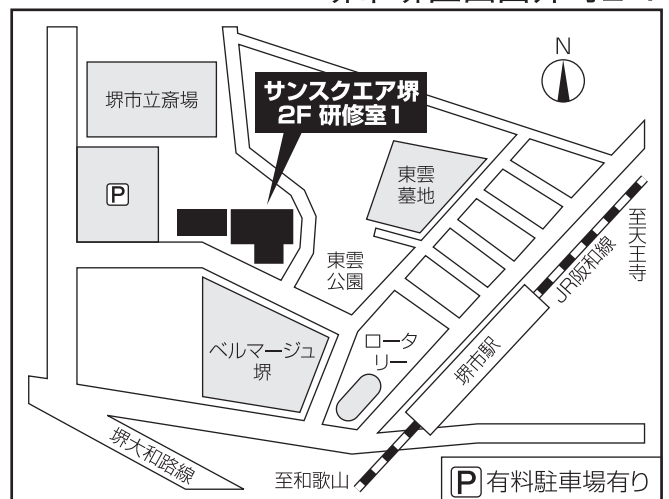 N
堺市立斎場
サンスクエア堺
2F 研修室1
P
東雲
墓地
至天王寺
JR阪和線
東雲
公園
ベルマージュ
堺
ロータ
リー
堺市駅
堺大和路線
至和歌山
P 有料駐車場有り